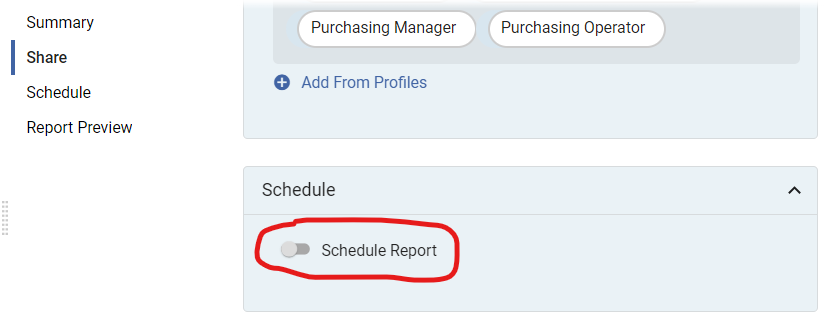 Summary
Share
Schedule
Report Preview
Purchasing Manager
Purchasing Operator
Add From Profiles
Schedule
Schedule Report